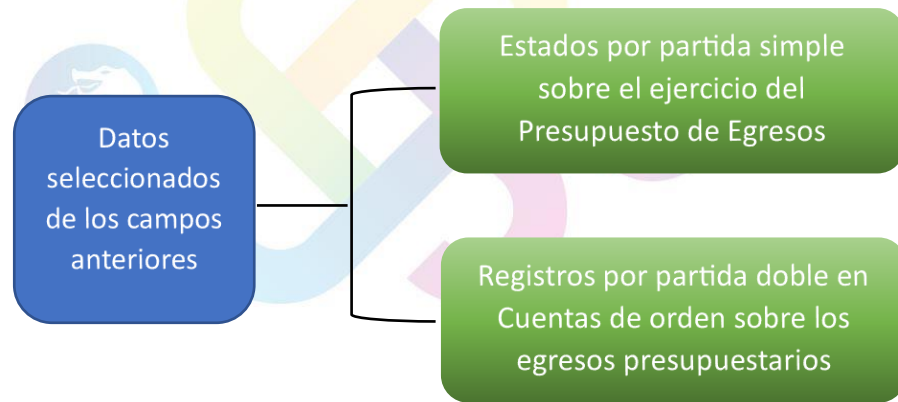 Datos
seleccionados
de los campos
anteriores
Estados por partida simple
sobre el ejercicio del
Presupuesto de Egresos
Registros por partida doble en
Cuentas de orden sobre los
egresos presupuestarios